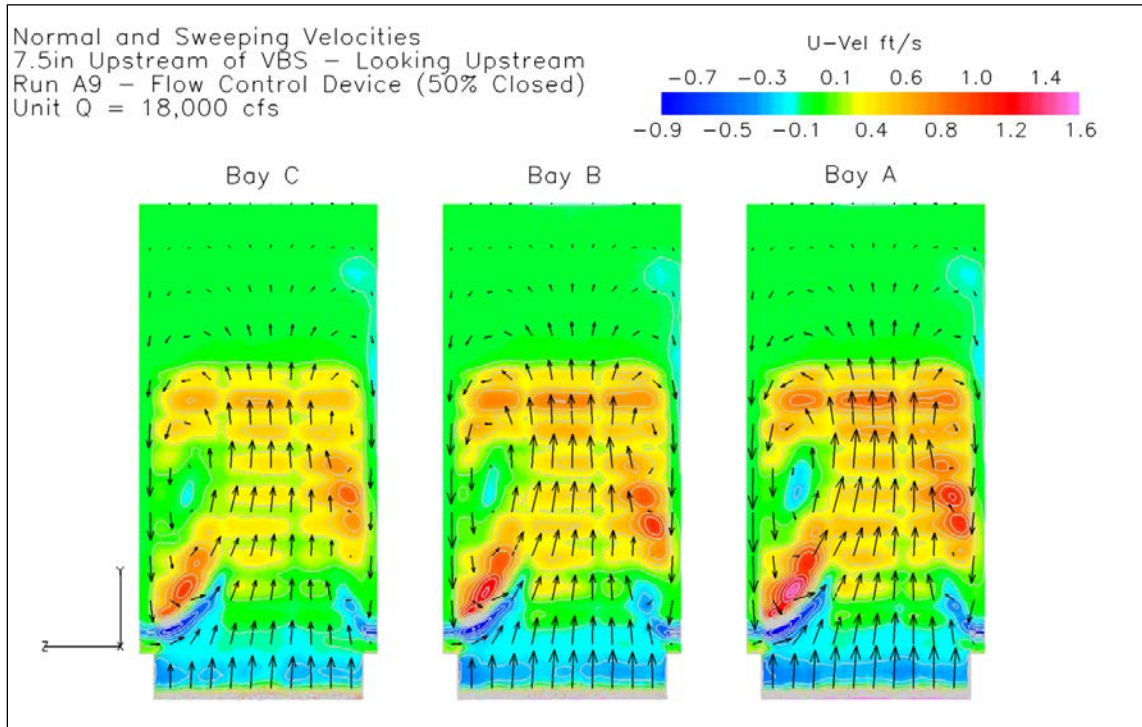 Normal and Sweeping Velocities
7.5in Upstream of VBS – Looking Upstream
Run A9 – Flow Control Device (50% Closed)
Unit Q = 18,000 cfs
U-Vel ft/s
-0.7 -0.3 0.1 0.6 1.0 1.4
-0.9 -0.5 -0.1 0.4 0.8 1.2 1.6
Bay C Bay B Bay A
Y
Z X